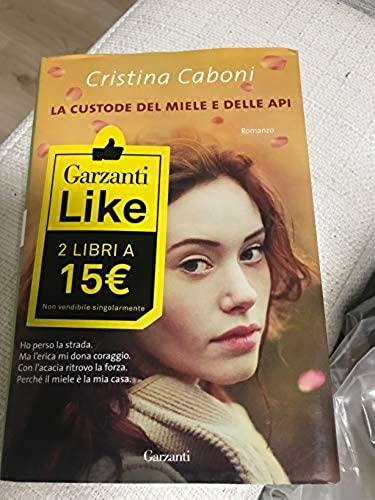 Cristina Caboni
LA CUSTODE DEL MIELE E DELLE API
Romanzo
Garzanti
Like
2 LIBRI A
15€
Non vendibile singolarmente
Ho perso la strada.
Ma l'erica mi dona coraggio.
Con l'acacia ritrovo la forza.
Perché il miele è la mia casa.
Garzanti